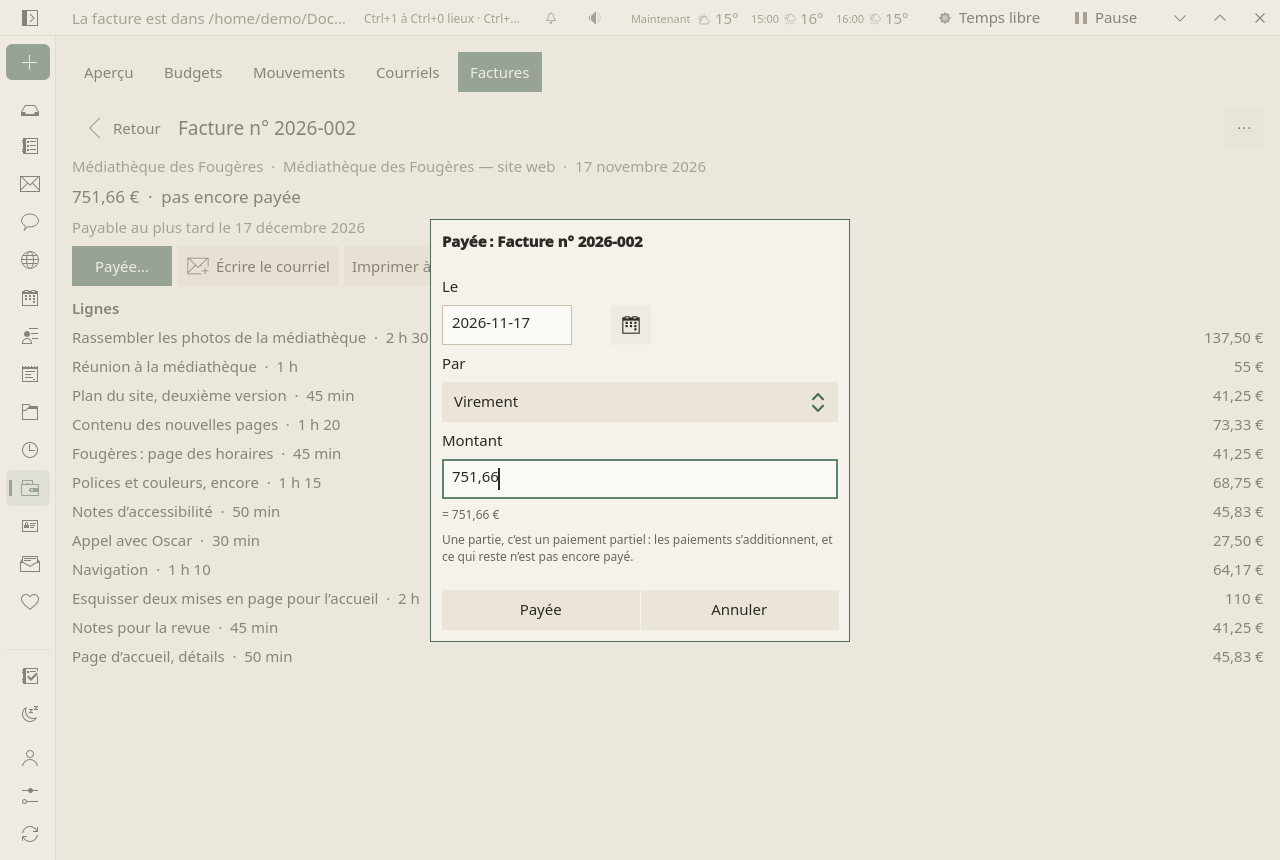 La facture est dans /home/demo/Doc...
Ctrl+1 à Ctrl+0 lieux · Ctrl+...
Maintenant 15° 15:00 16° 16:00 15°
Temps libre
Pause
Aperçu
Budgets
Mouvements
Courriels
Factures
Retour
Facture n° 2026-002
...
Médiathèque des Fougères · Médiathèque des Fougères — site web · 17 novembre 2026
751,66 € · pas encore payée
Payable au plus tard le 17 décembre 2026
Payée...
Écrire le courriel
Imprimer à
Lignes
Rassembler les photos de la médiathèque · 2 h 30
137,50 €
Réunion à la médiathèque · 1 h
55 €
Plan du site, deuxième version · 45 min
41,25 €
Contenu des nouvelles pages · 1 h 20
73,33 €
Fougères : page des horaires · 45 min
41,25 €
Polices et couleurs, encore · 1 h 15
68,75 €
Notes d’accessibilité · 50 min
45,83 €
Appel avec Oscar · 30 min
27,50 €
Navigation · 1 h 10
64,17 €
Esquisser deux mises en page pour l’accueil · 2 h
110 €
Notes pour la revue · 45 min
41,25 €
Page d’accueil, détails · 50 min
45,83 €
Payée : Facture n° 2026-002
Le
2026-11-17
Par
Virement
Montant
751,66
= 751,66 €
Une partie, c’est un paiement partiel : les paiements s’additionnent, et
ce qui reste n’est pas encore payé.
Payée
Annuler